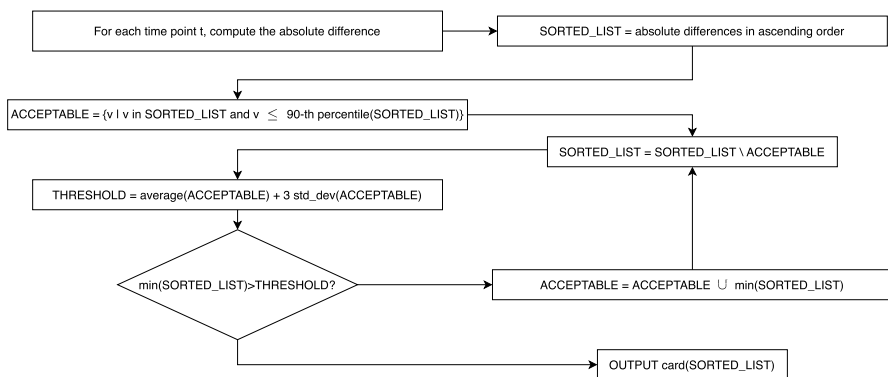 For each time point t, compute the absolute difference
SORTED_LIST = absolute differences in ascending order
ACCEPTABLE = {v | v in SORTED_LIST and v ≤ 90-th percentile(SORTED_LIST)}
SORTED_LIST = SORTED_LIST \ ACCEPTABLE
THRESHOLD = average(ACCEPTABLE) + 3 std_dev(ACCEPTABLE)
min(SORTED_LIST)>THRESHOLD?
ACCEPTABLE = ACCEPTABLE ∪ min(SORTED_LIST)
OUTPUT card(SORTED_LIST)